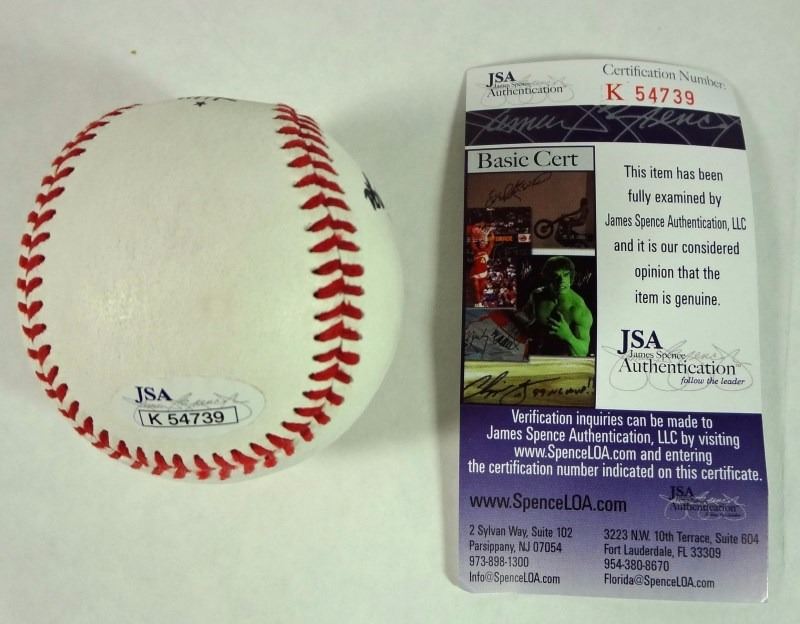 JSA
K 54739
JSA
James Spence
Authentication
Certification Number:
K 54739
Basic Cert
This item has been
fully examined by
James Spence Authentication, LLC
and it is our considered
opinion that the
item is genuine.
JSA
James Spence
Authentication
follow the leader
Verification inquiries can be made to
James Spence Authentication, LLC by visiting
www.SpenceLOA.com and entering
the certification number indicated on this certificate.
www.SpenceLOA.com
JSA
Authentication
2 Sylvan Way, Suite 102
Parsippany, NJ 07054
973-898-1300
Info@SpenceLOA.com
3223 N.W. 10th Terrace, Suite 604
Fort Lauderdale, FL 33309
954-380-8670
Florida@SpenceLOA.com